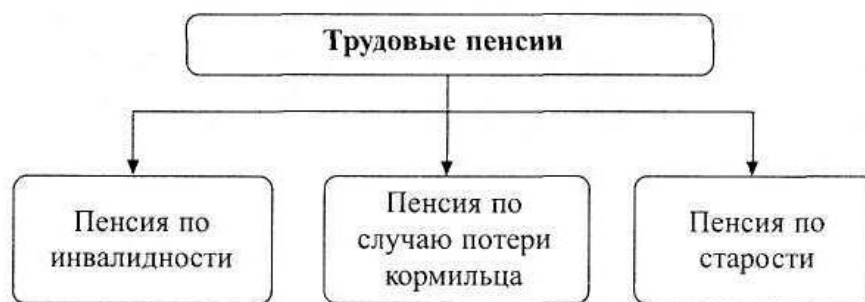 Трудовые пенсии
Пенсия по
инвалидности
Пенсия по
случаю потери
кормильца
Пенсия по
старости